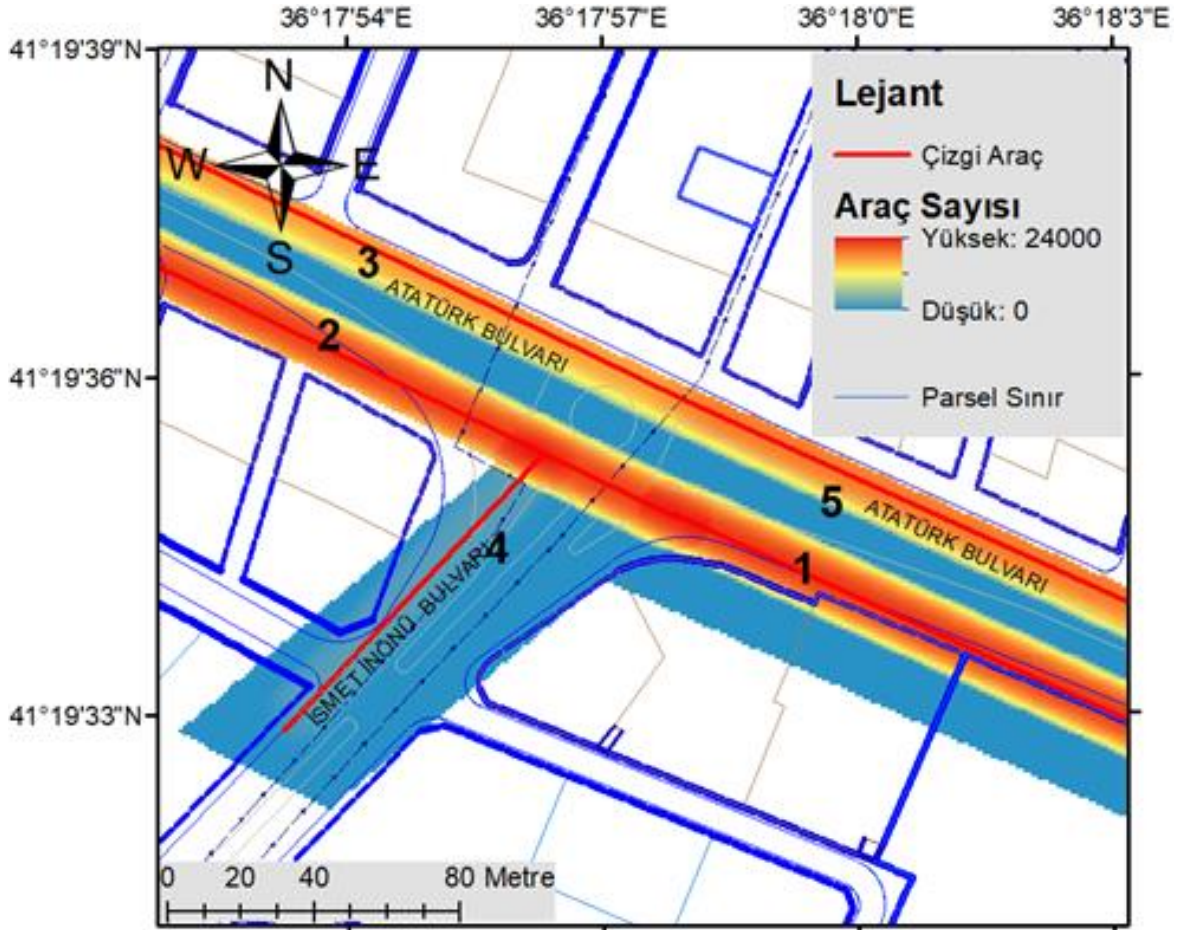 36°17'54"E 36°17'57"E 36°18'0"E 36°18'3"E
41°19'39"N
41°19'36"N
41°19'33"N
N
W E
S
Lejant
Çizgi Araç
Araç Sayısı
Yüksek: 24000
Düşük: 0
Parsel Sınır
3
ATATÜRK BULVARI
2
5
ATATÜRK BULVARI
4
1
İSMET İNÖNÜ BULVARI
0 20 40 80 Metre